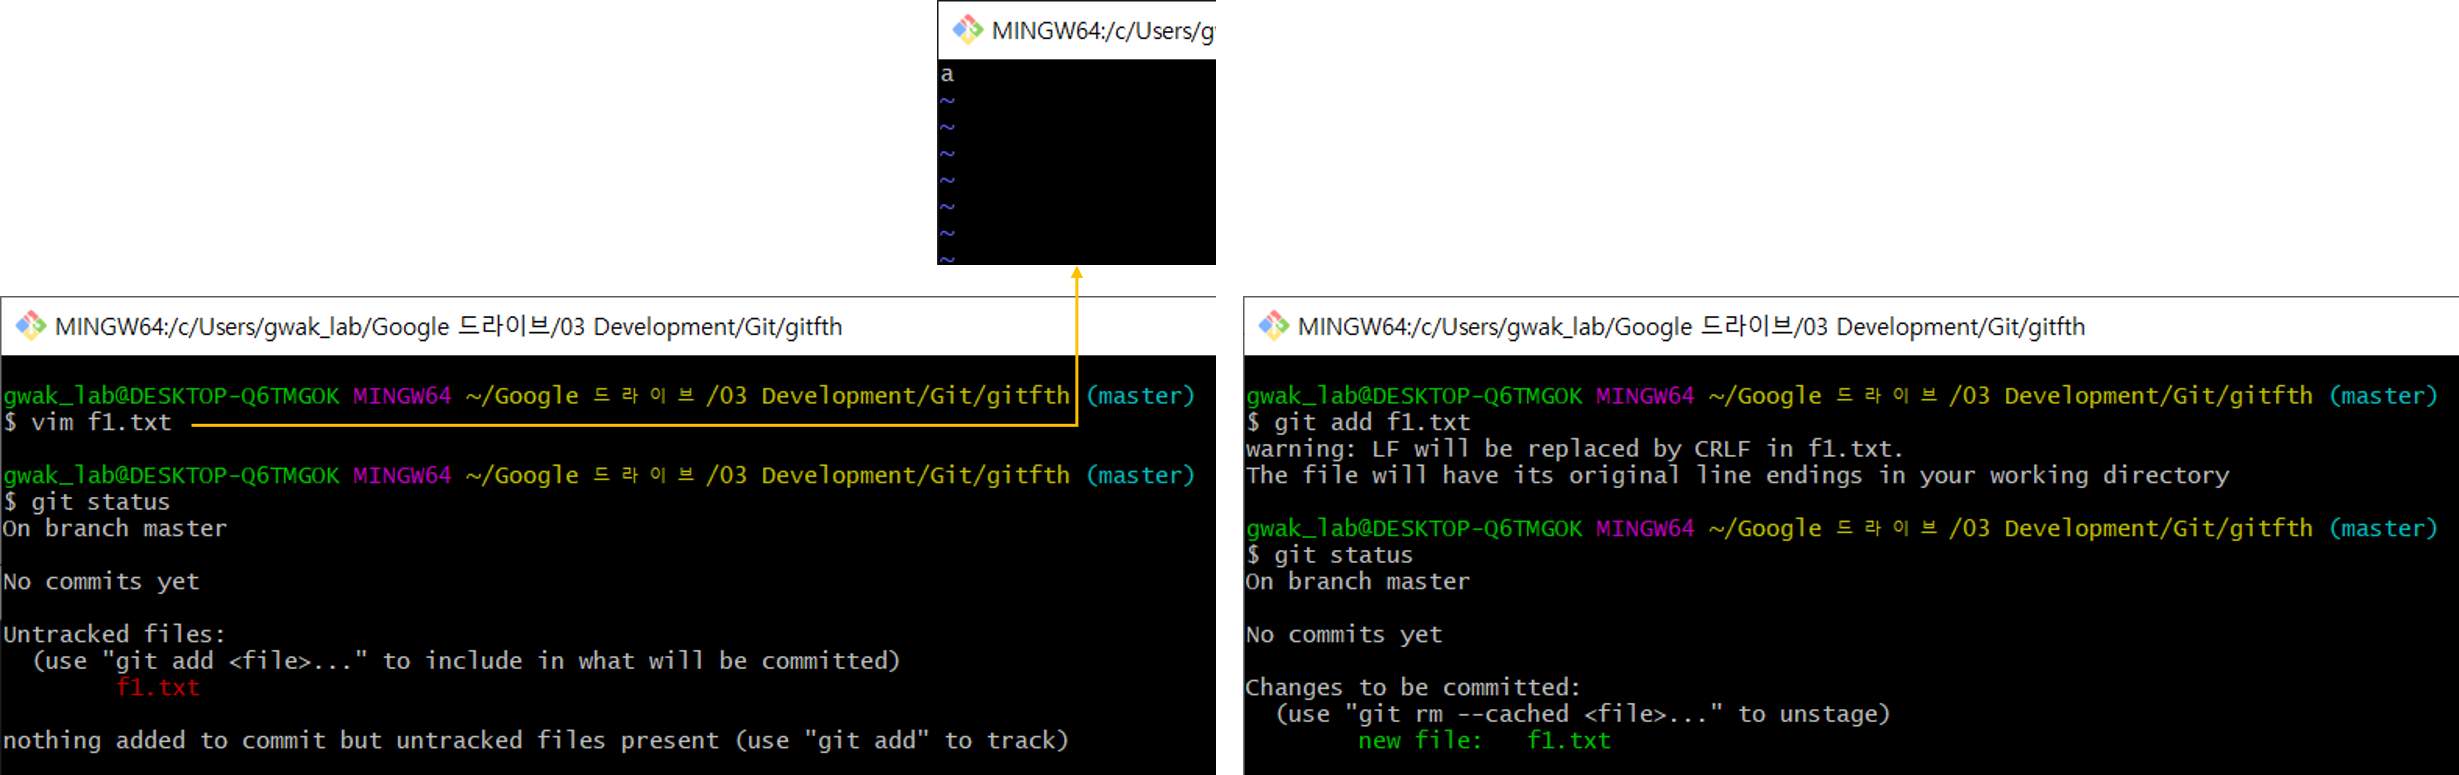 MINGW64:/c/Users/g
a
~
~
~
~
~
~
~
MINGW64:/c/Users/gwak_lab/Google 드라이브/03 Development/Git/gitfth
gwak_lab@DESKTOP-Q6TMGOK MINGW64 ~/Google 드라이브/03 Development/Git/gitfth (master)
$ vim f1.txt
gwak_lab@DESKTOP-Q6TMGOK MINGW64 ~/Google 드라이브/03 Development/Git/gitfth (master)
$ git status
On branch master
No commits yet
Untracked files:
(use "git add <file>..." to include in what will be committed)
f1.txt
nothing added to commit but untracked files present (use "git add" to track)
MINGW64:/c/Users/gwak_lab/Google 드라이브/03 Development/Git/gitfth
gwak_lab@DESKTOP-Q6TMGOK MINGW64 ~/Google 드라이브/03 Development/Git/gitfth (master)
$ git add f1.txt
warning: LF will be replaced by CRLF in f1.txt.
The file will have its original line endings in your working directory
gwak_lab@DESKTOP-Q6TMGOK MINGW64 ~/Google 드라이브/03 Development/Git/gitfth (master)
$ git status
On branch master
No commits yet
Changes to be committed:
(use "git rm --cached <file>..." to unstage)
new file:   f1.txt